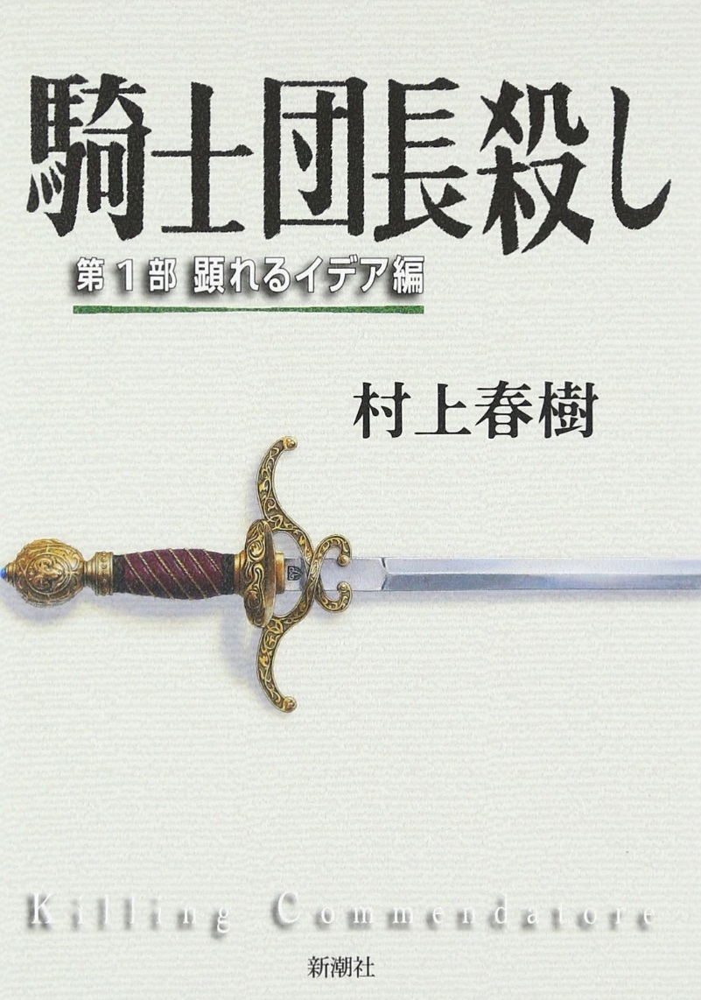 騎士団長殺し
第1部 顕れるイデア編
村上春樹
Killing Commendatore
新潮社